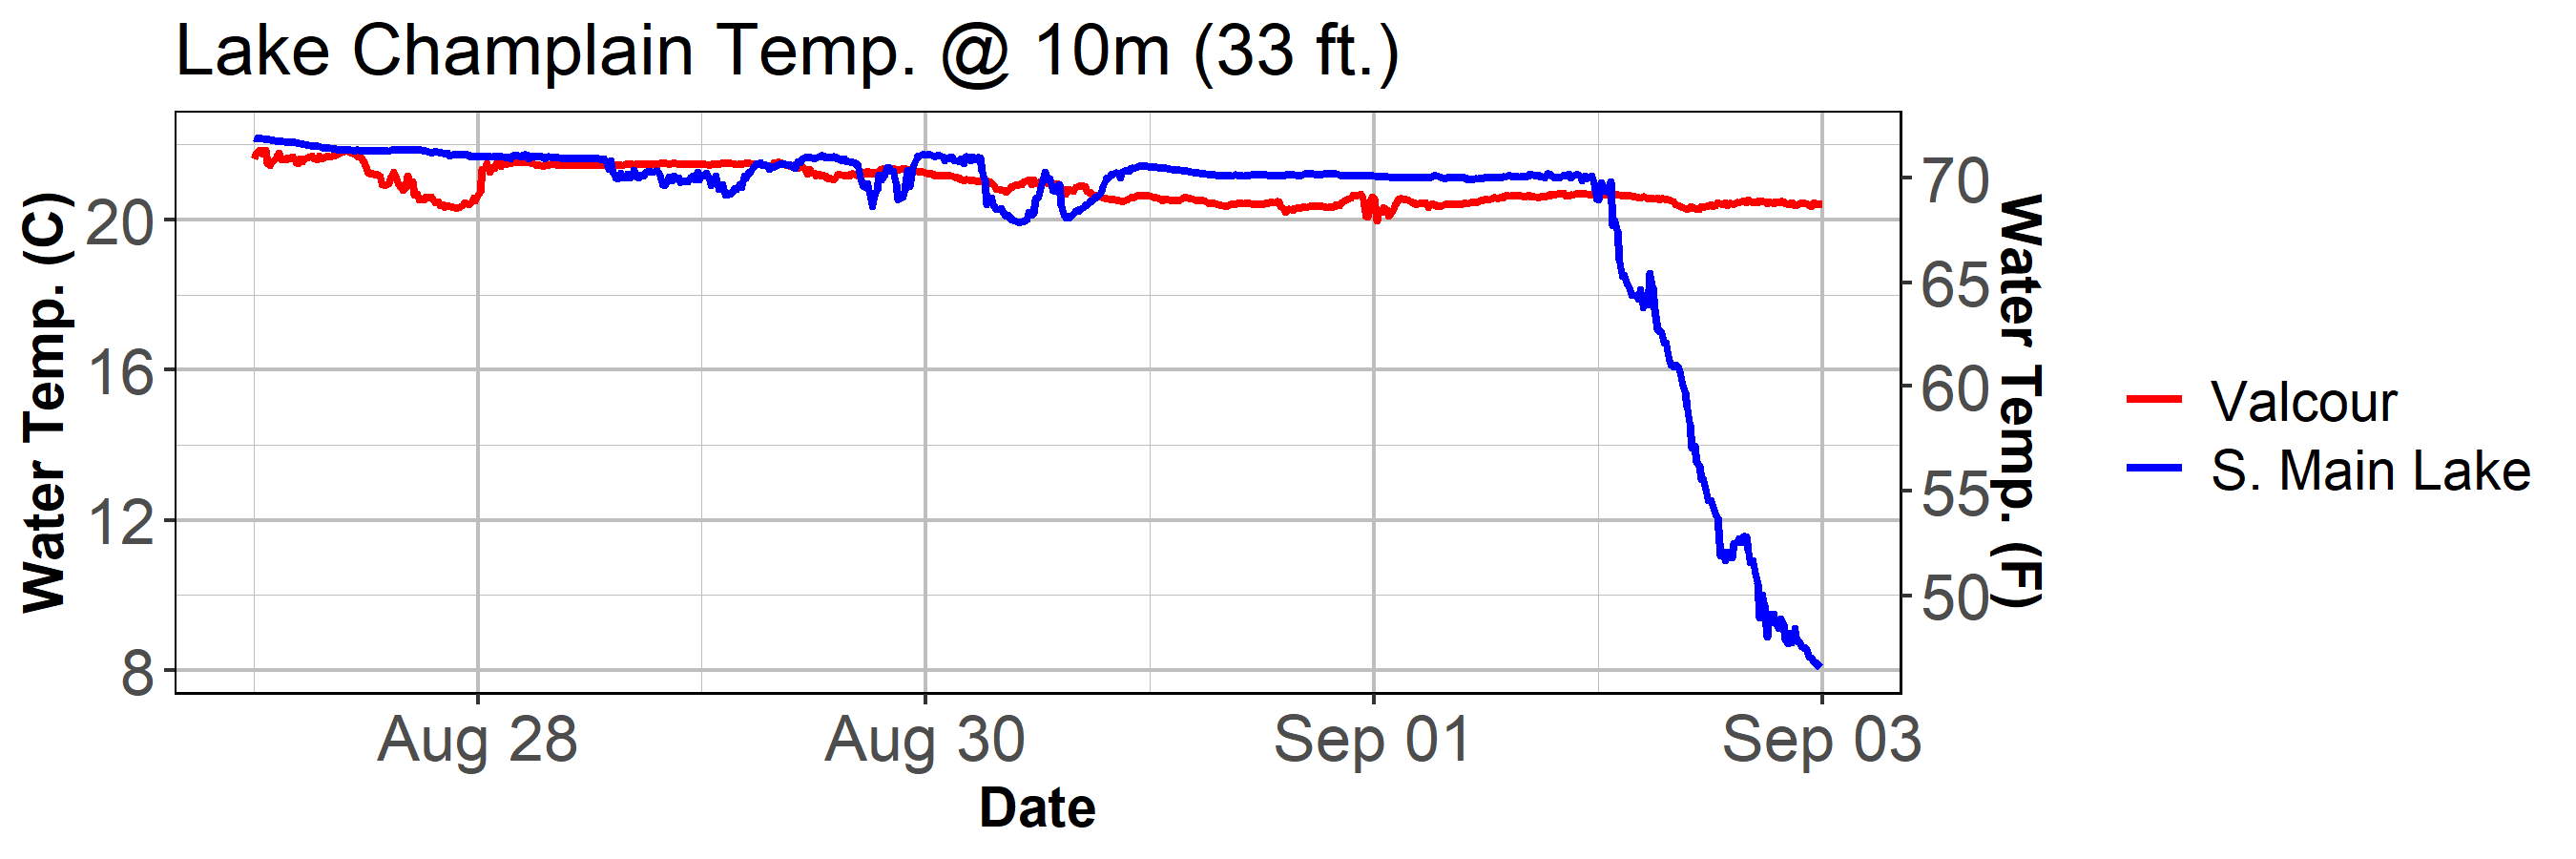 Lake Champlain Temp. @ 10m (33 ft.)
Water Temp. (C)
20
16
12
8
70
65
60
55
50
Water Temp. (F)
Valcour
S. Main Lake
Aug 28
Aug 30
Sep 01
Sep 03
Date